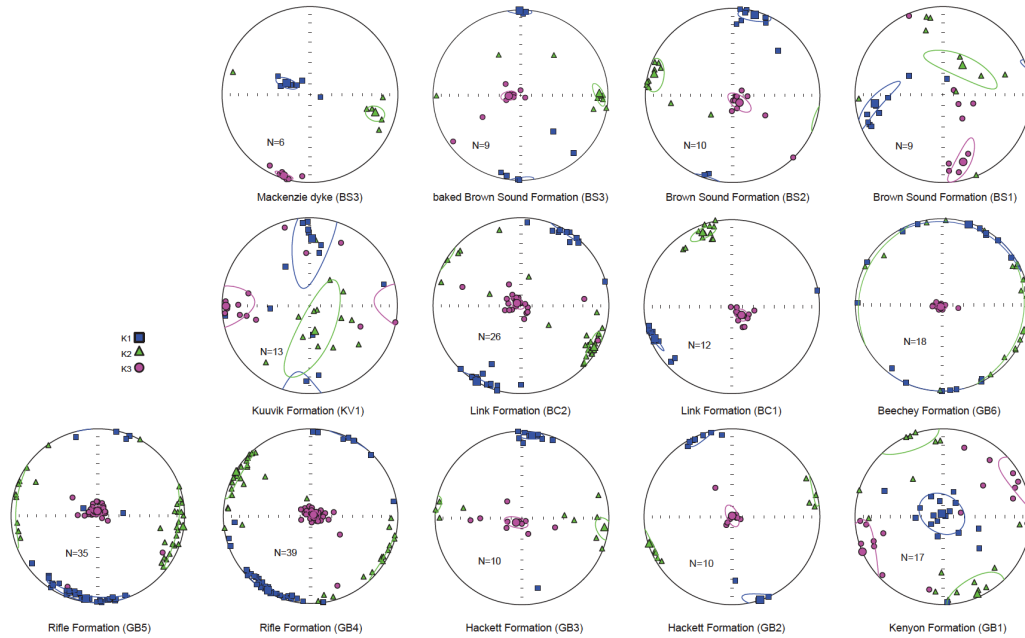 N=6
N=9
N=10
N=9
Mackenzie dyke (BS3)
baked Brown Sound Formation (BS3)
Brown Sound Formation (BS2)
Brown Sound Formation (BS1)
K1
K2
K3
N=13
N=26
N=12
N=18
Kuuvik Formation (KV1)
Link Formation (BC2)
Link Formation (BC1)
Beechey Formation (GB6)
N=35
N=39
N=10
N=10
N=17
Rifle Formation (GB5)
Rifle Formation (GB4)
Hackett Formation (GB3)
Hackett Formation (GB2)
Kenyon Formation (GB1)